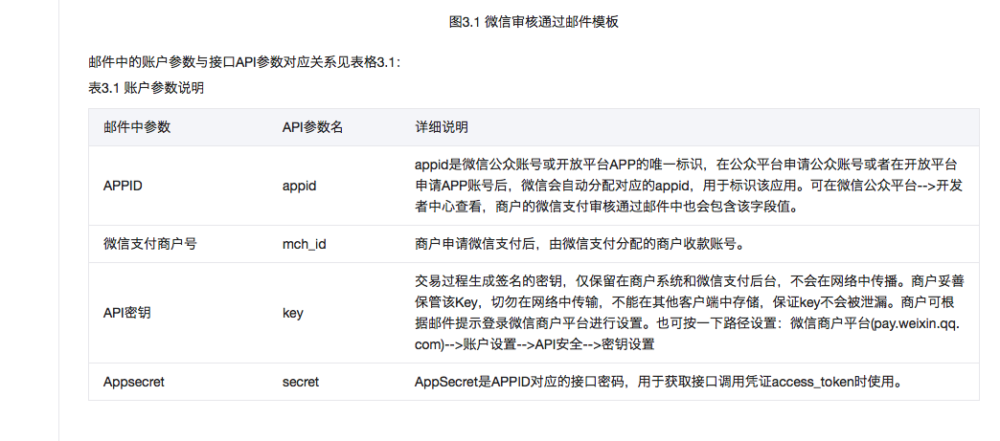 图3.1 微信审核通过邮件模板
邮件中的账户参数与接口API参数对应关系见表格3.1：
表3.1 账户参数说明
邮件中参数 API参数名 详细说明
appid是微信公众账号或开放平台APP的唯一标识，在公众平台申请公众账号或者在开放平台
APPID appid 申请APP账号后，微信会自动分配对应的appid，用于标识该应用。可在微信公众平台-->开发
者中心查看，商户的微信支付审核通过邮件中也会包含该字段值。
微信支付商户号 mch_id 商户申请微信支付后，由微信支付分配的商户收款账号。
交易过程生成签名的密钥，仅保留在商户系统和微信支付后台，不会在网络中传播。商户妥善
保管该Key，切勿在网络中传输，不能在其他客户端中存储，保证key不会被泄漏。商户可根
API密钥 key 据邮件提示登录微信商户平台进行设置。也可按一下路径设置：微信商户平台(pay.weixin.qq.
com)-->账户设置-->API安全-->密钥设置
Appsecret secret AppSecret是APPID对应的接口密码，用于获取接口调用凭证access_token时使用。